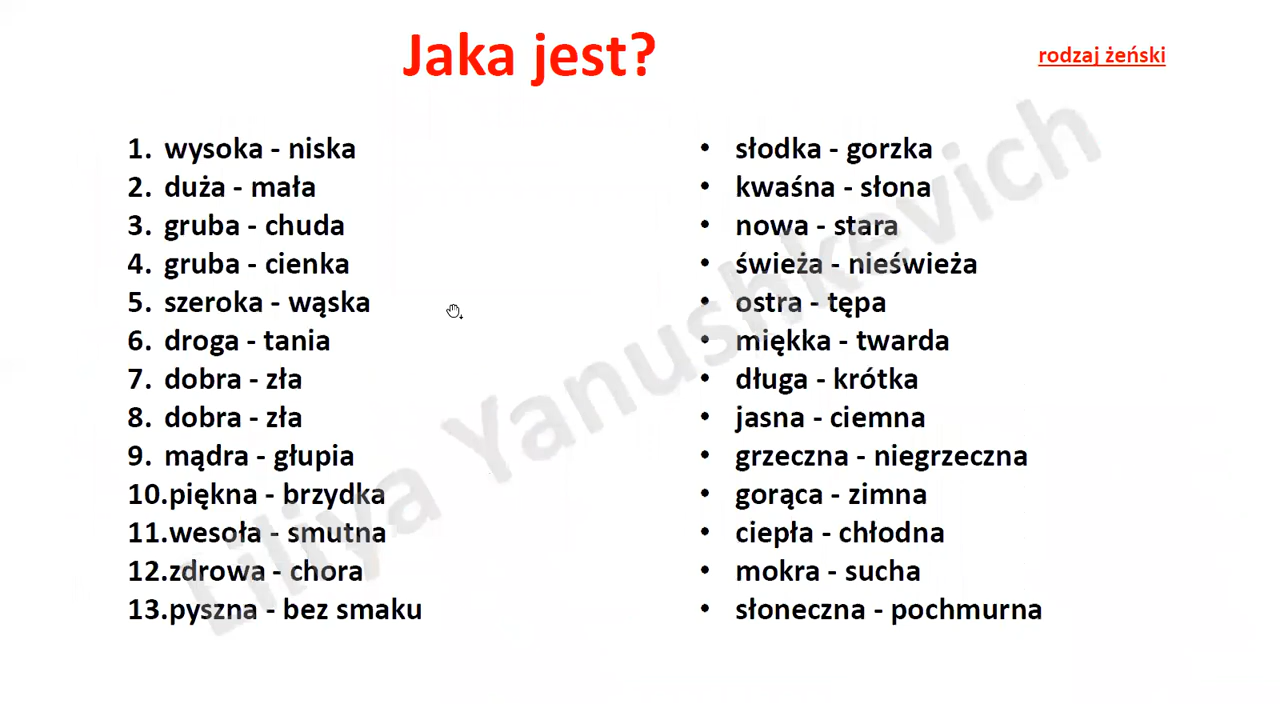 Jaka jest?
rodzaj żeński
1. wysoka - niska
2. duża - mała
3. gruba - chuda
4. gruba - cienka
5. szeroka - wąska
6. droga - tania
7. dobra - zła
8. dobra - zła
9. mądra - głupia
10.piękna - brzydka
11.wesoła - smutna
12.zdrowa - chora
13.pyszna - bez smaku
• słodka - gorzka
• kwaśna - słona
• nowa - stara
• świeża - nieświeża
• ostra - tępa
• miękka - twarda
• długa - krótka
• jasna - ciemna
• grzeczna - niegrzeczna
• gorąca - zimna
• ciepła - chłodna
• mokra - sucha
• słoneczna - pochmurna
Liliya Yanushkevich